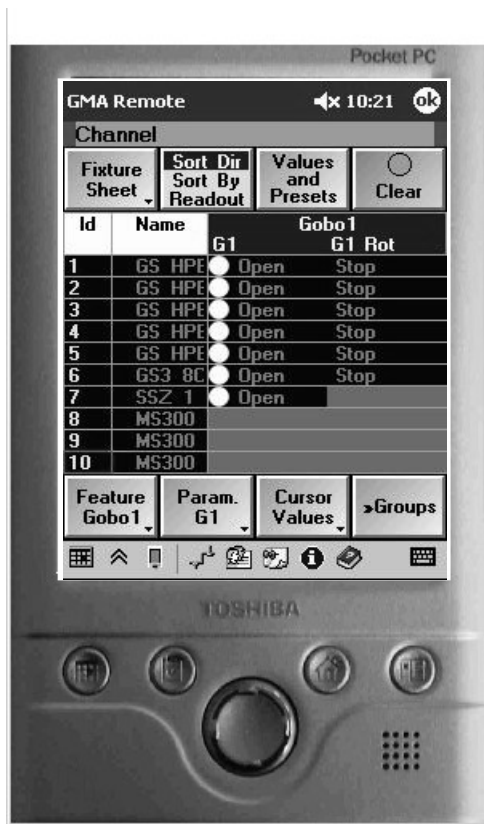 Pocket PC
GMA Remote 10:21 ok
Channel
Fixture Sheet
Sort Dir
Sort By
Readout
Values and Presets
Clear
Id Name Gobo1
G1 G1 Rot
1 GS HPE Open Stop
2 GS HPE Open Stop
3 GS HPE Open Stop
4 GS HPE Open Stop
5 GS HPE Open Stop
6 GS3 8C Open Stop
7 SSZ 1 Open
8 MS300
9 MS300
10 MS300
Feature Gobo1
Param. G1
Cursor Values
»Groups
TOSHIBA